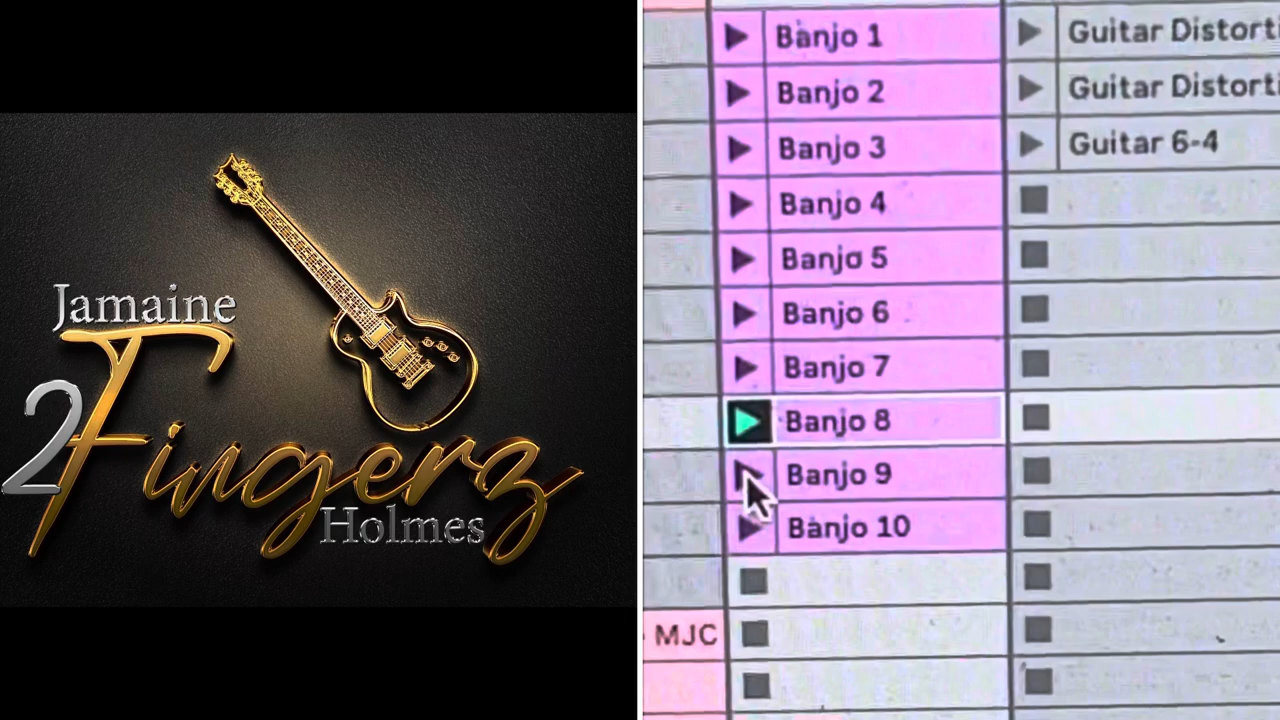 Jamaine
2Fingerz
Holmes
Banjo 1
Banjo 2
Banjo 3
Banjo 4
Banjo 5
Banjo 6
Banjo 7
Banjo 8
Banjo 9
Banjo 10
MJC
Guitar Distorti
Guitar Distorti
Guitar 6-4